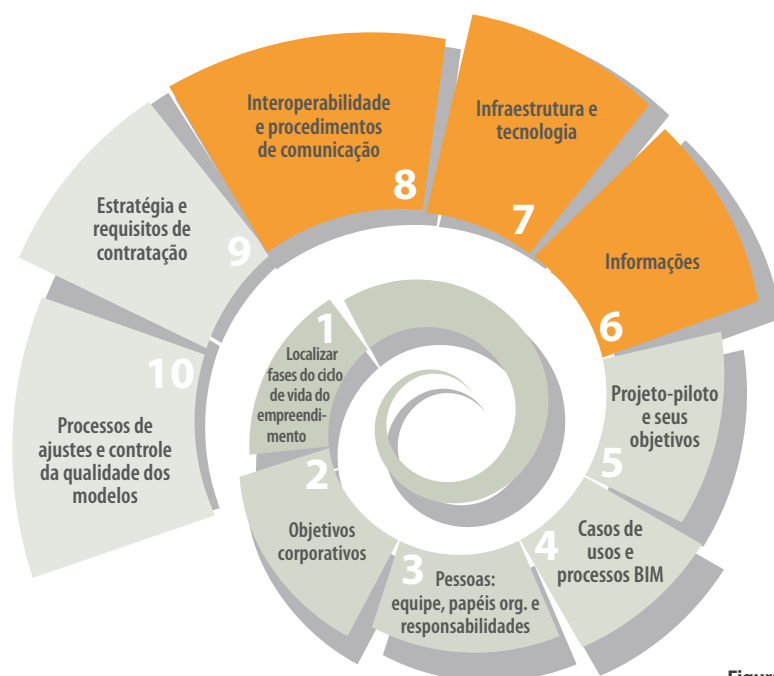 1
Localizar
fases do ciclo
de vida do
empreendi-
mento
2
Objetivos
corporativos
3
Pessoas:
equipe, papéis org. e
responsabilidades
4
Casos de
usos e
processos BIM
5
Projeto-piloto
e seus
objetivos
6
Informações
7
Infraestrutura e
tecnologia
8
Interoperabilidade
e procedimentos
de comunicação
9
Estratégia e
requisitos de
contratação
10
Processos de
ajustes e controle
da qualidade dos
modelos